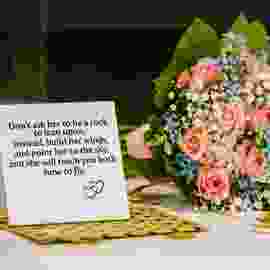 Don't ask her to be a rock
to lean upon,
instead, build her wings,
and point her to the sky,
and she will teach you both
how to fly.